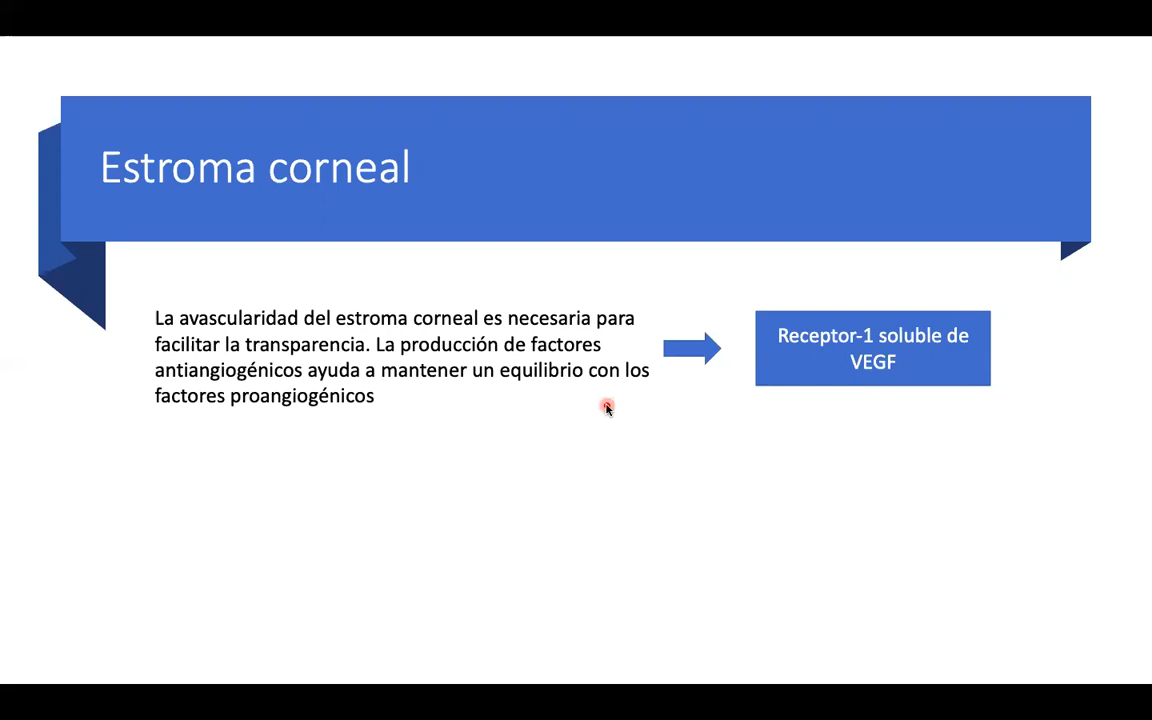 Estroma corneal
La avascularidad del estroma corneal es necesaria para
facilitar la transparencia. La producción de factores
antiangiogénicos ayuda a mantener un equilibrio con los
factores proangiogénicos
Receptor-1 soluble de
VEGF